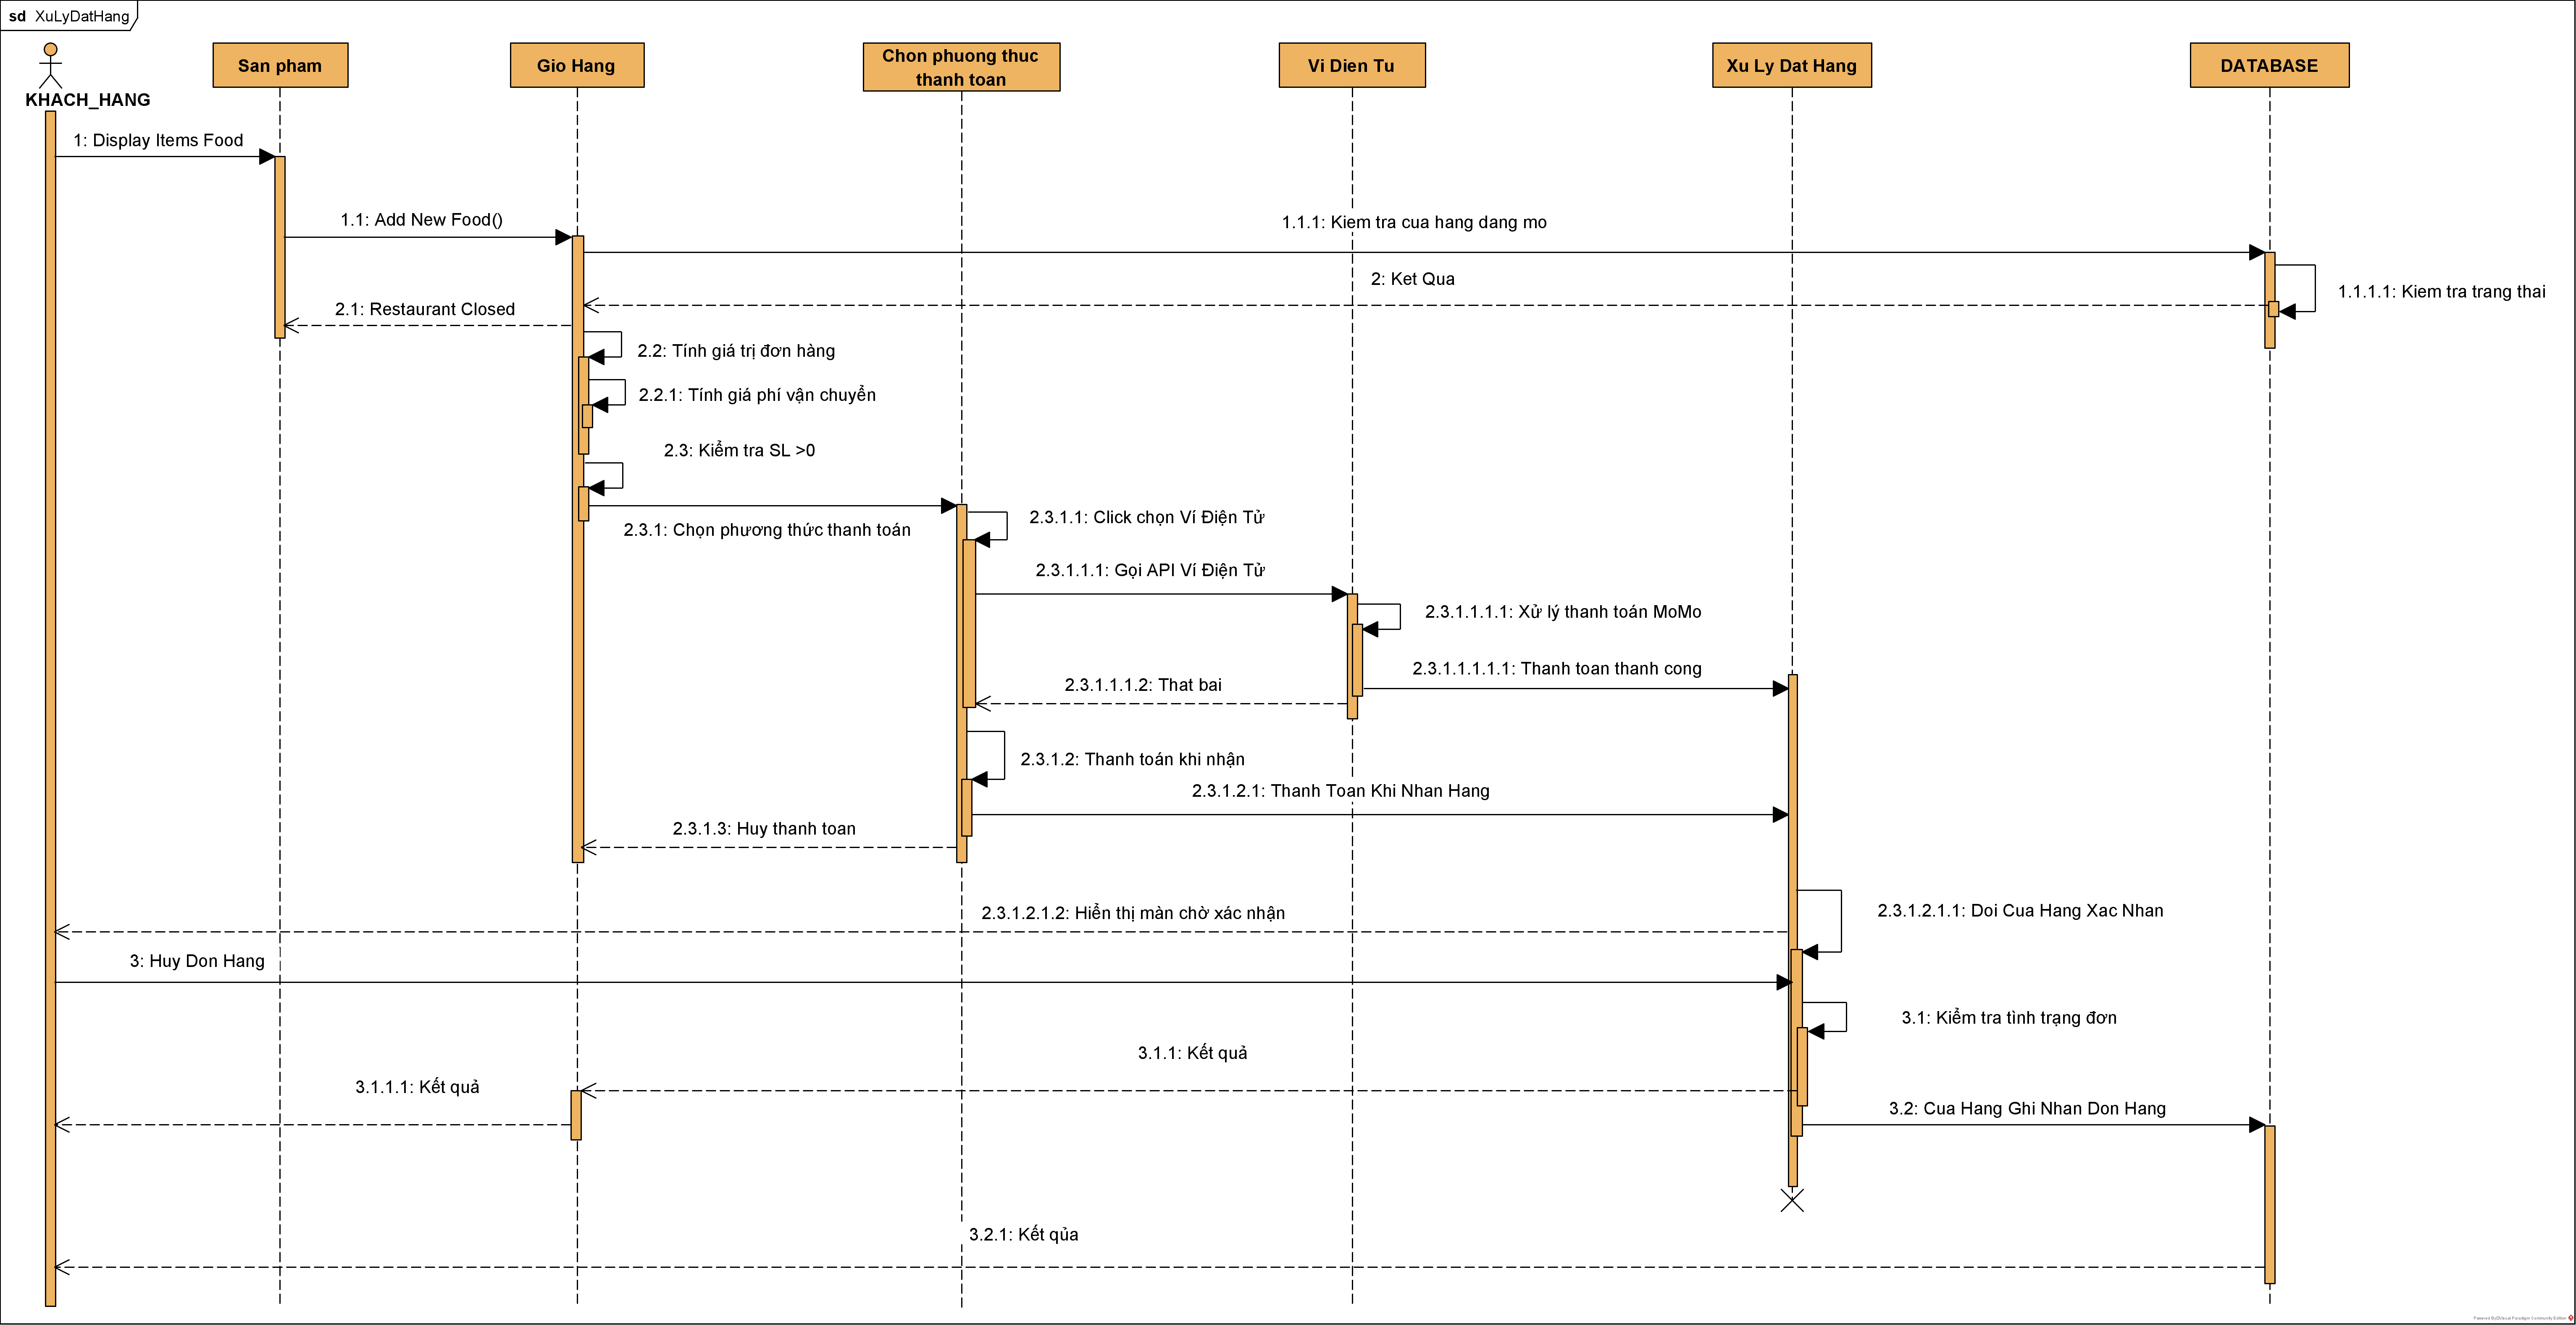 sd XuLyDatHang
KHACH_HANG
San pham
Gio Hang
Chon phuong thuc
thanh toan
Vi Dien Tu
Xu Ly Dat Hang
DATABASE
1: Display Items Food
1.1: Add New Food()
1.1.1: Kiem tra cua hang dang mo
2: Ket Qua
1.1.1.1: Kiem tra trang thai
2.1: Restaurant Closed
2.2: Tính giá trị đơn hàng
2.2.1: Tính giá phí vận chuyển
2.3: Kiểm tra SL >0
2.3.1: Chọn phương thức thanh toán
2.3.1.1: Click chọn Ví Điện Tử
2.3.1.1.1: Gọi API Ví Điện Tử
2.3.1.1.1.1: Xử lý thanh toán MoMo
2.3.1.1.1.1.1: Thanh toan thanh cong
2.3.1.1.1.2: That bai
2.3.1.2: Thanh toán khi nhận
2.3.1.2.1: Thanh Toan Khi Nhan Hang
2.3.1.3: Huy thanh toan
2.3.1.2.1.2: Hiển thị màn chờ xác nhận
2.3.1.2.1.1: Doi Cua Hang Xac Nhan
3: Huy Don Hang
3.1: Kiểm tra tình trạng đơn
3.1.1: Kết quả
3.1.1.1: Kết quả
3.2: Cua Hang Ghi Nhan Don Hang
3.2.1: Kết qủa
Powered By Visual Paradigm Community Edition